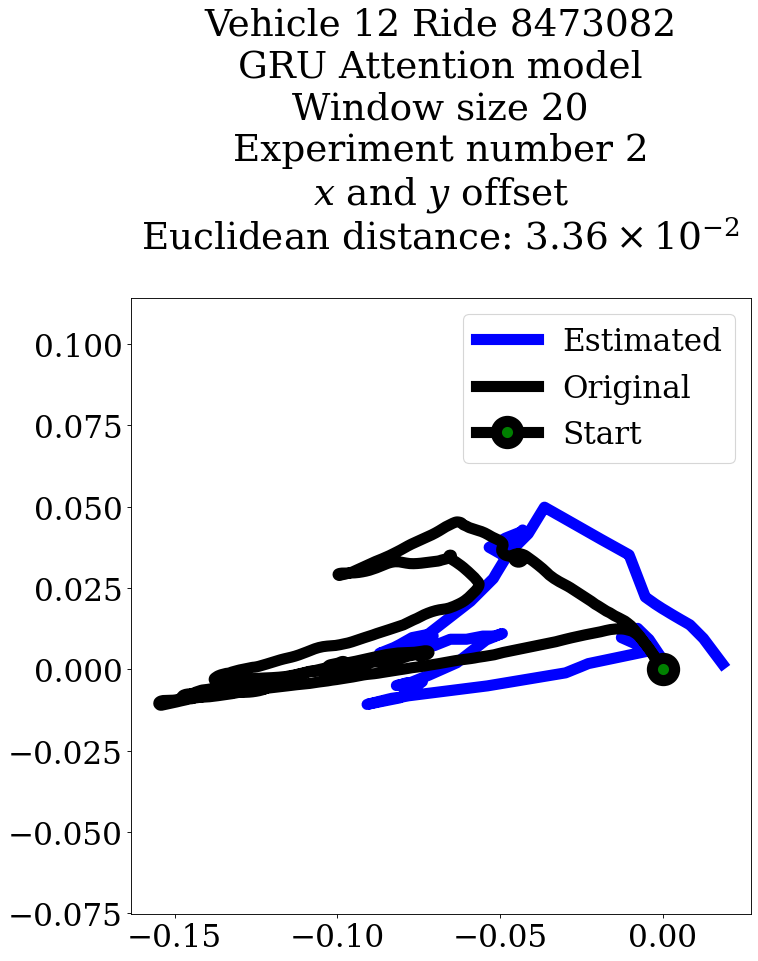 Vehicle 12 Ride 8473082
GRU Attention model
Window size 20
Experiment number 2
x and y offset
Euclidean distance: 3.36 × 10⁻²
Estimated
Original
Start
0.100
0.075
0.050
0.025
0.000
−0.025
−0.050
−0.075
−0.15
−0.10
−0.05
0.00